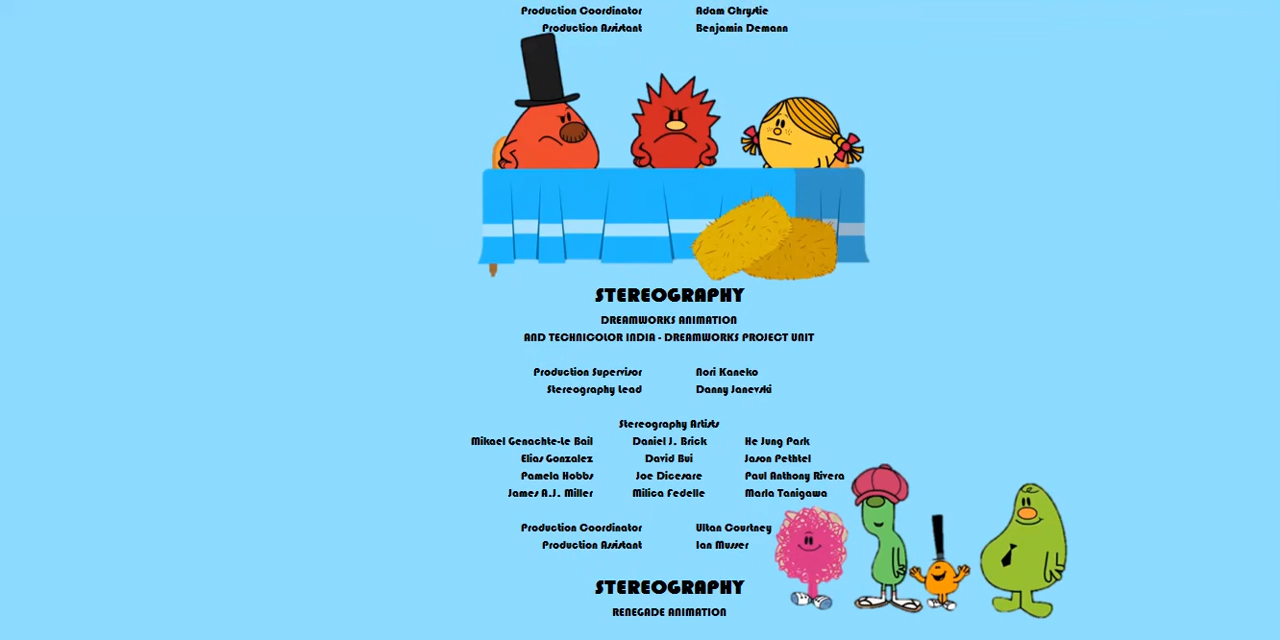 Production Coordinator Adam Chrystie
Production Assistant Benjamin Demann
STEREOGRAPHY
DREAMWORKS ANIMATION
AND TECHNICOLOR INDIA - DREAMWORKS PROJECT UNIT
Production Supervisor Nori Kaneko
Stereography Lead Danny Janevski
Stereography Artists
Mikael Genachte-Le Bail Daniel J. Brick He Jung Park
Elias Gonzalez David Bui Jason Pethtel
Pamela Hobbs Joe Dicesare Paul Anthony Rivera
James A.J. Miller Milica Fedelle Marla Tanigawa
Production Coordinator Ultan Courtney
Production Assistant Ian Musser
STEREOGRAPHY
RENEGADE ANIMATION